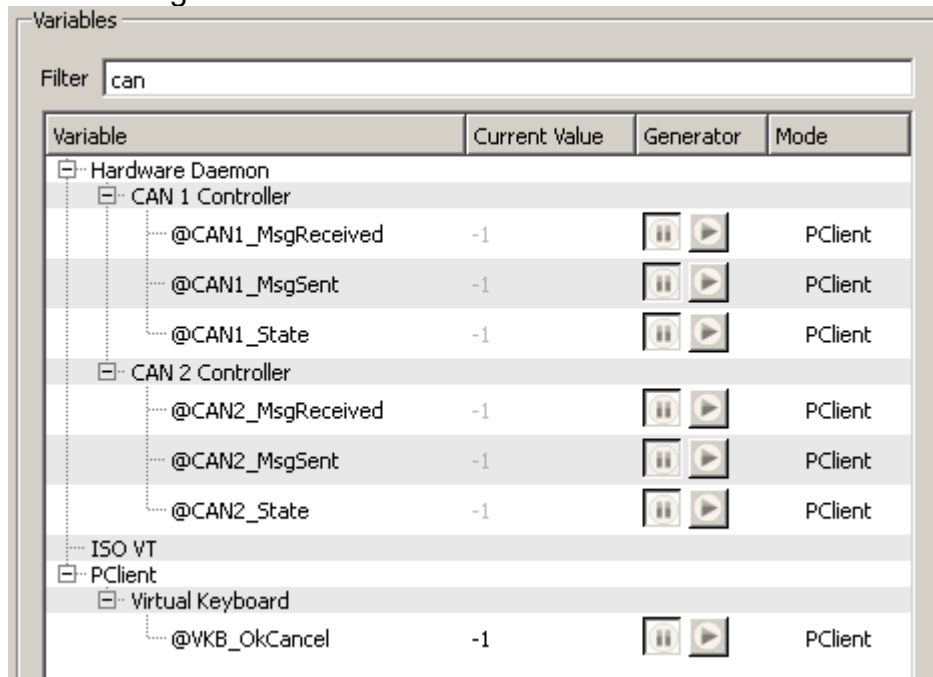 Variables
Filter can
Variable Current Value Generator Mode
Hardware Daemon
CAN 1 Controller
@CAN1_MsgReceived -1 PClient
@CAN1_MsgSent -1 PClient
@CAN1_State -1 PClient
CAN 2 Controller
@CAN2_MsgReceived -1 PClient
@CAN2_MsgSent -1 PClient
@CAN2_State -1 PClient
ISO VT
PClient
Virtual Keyboard
@VKB_OkCancel -1 PClient